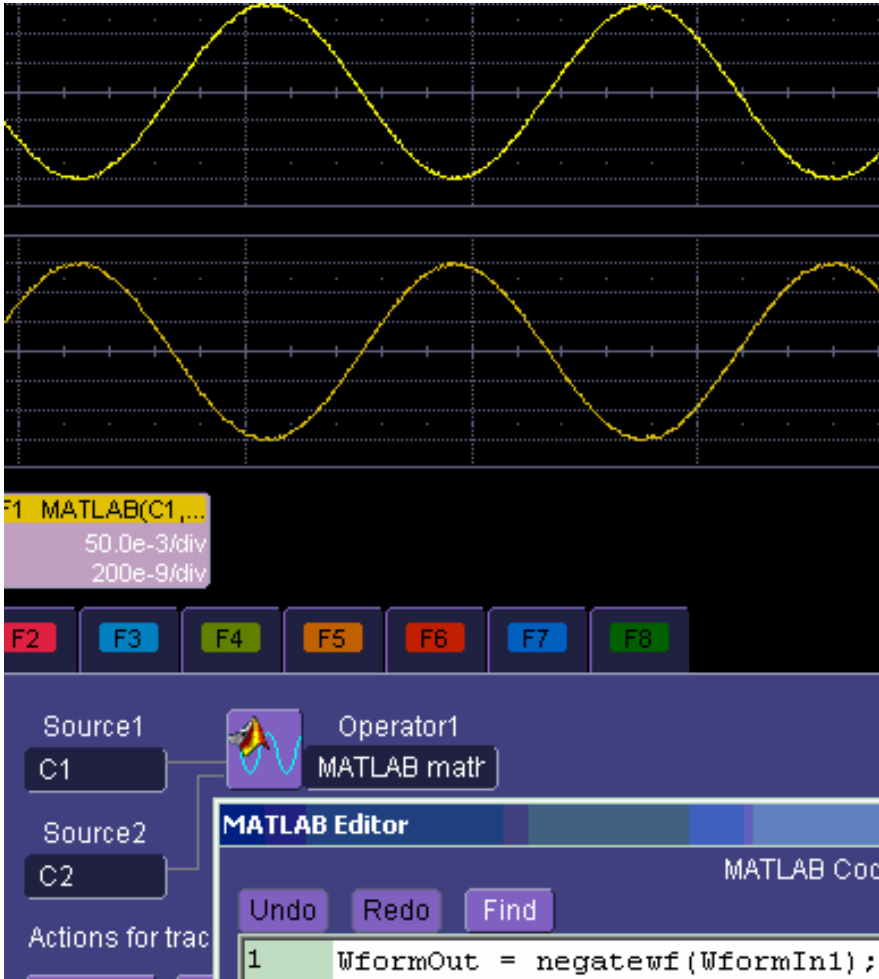 F1 MATLAB(C1,...
50.0e-3/div
200e-9/div
F2 F3 F4 F5 F6 F7 F8
Source1
Operator1
C1
MATLAB math
Source2
C2
MATLAB Editor
MATLAB Cod
Undo Redo Find
Actions for trac
1 WformOut = negatewf(WformIn1);